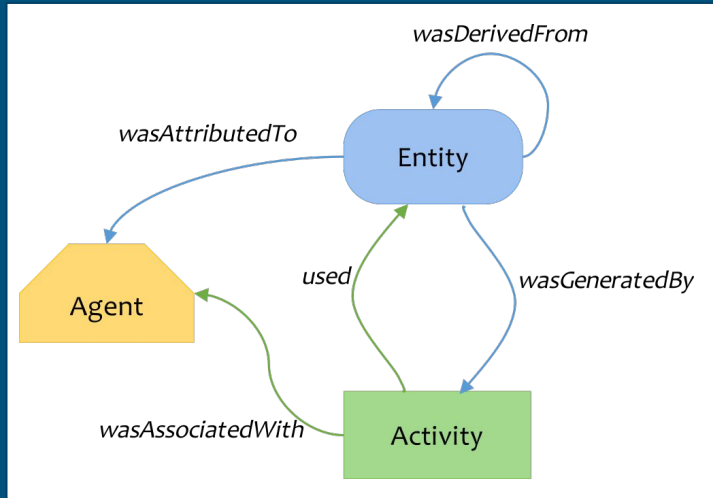 wasDerivedFrom
wasAttributedTo
Entity
used
wasGeneratedBy
Agent
wasAssociatedWith
Activity